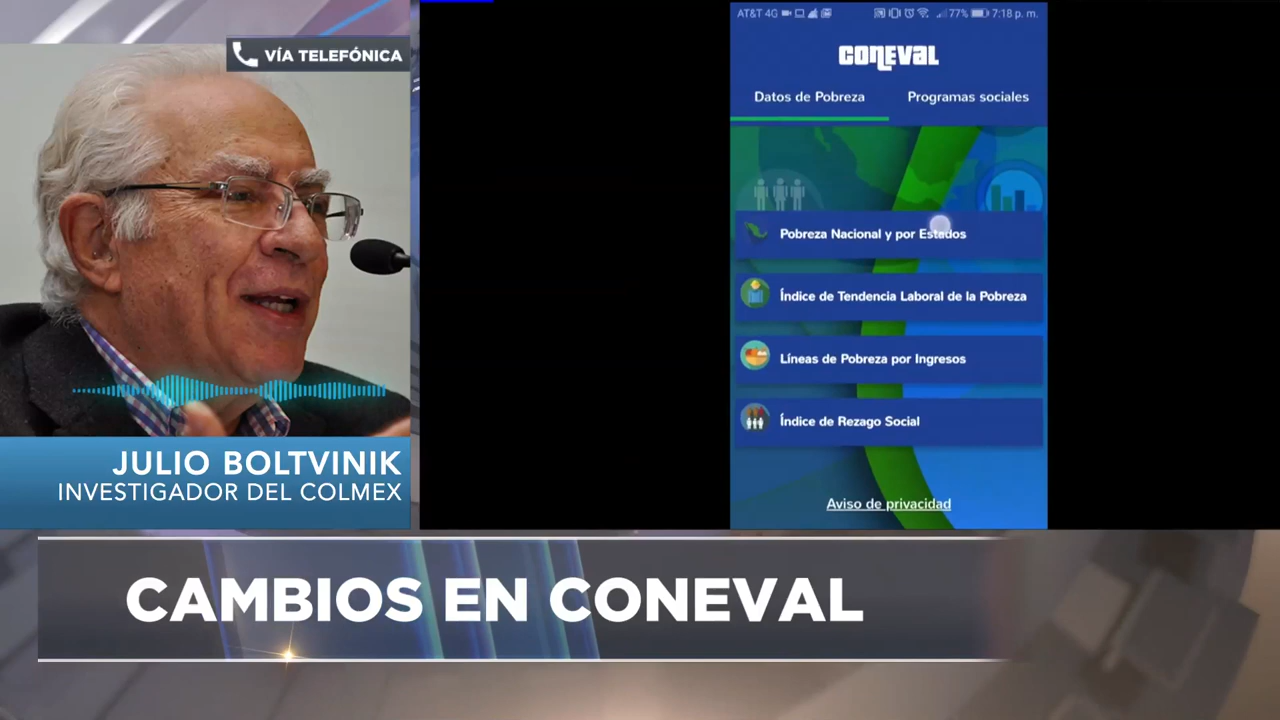 VÍA TELEFÓNICA
JULIO BOLTVINIK
INVESTIGADOR DEL COLMEX
AT&T 4G
77% 7:18 p. m.
CONEVAL
Datos de Pobreza
Programas sociales
Pobreza Nacional y por Estados
Índice de Tendencia Laboral de la Pobreza
Líneas de Pobreza por Ingresos
Índice de Rezago Social
Aviso de privacidad
CAMBIOS EN CONEVAL